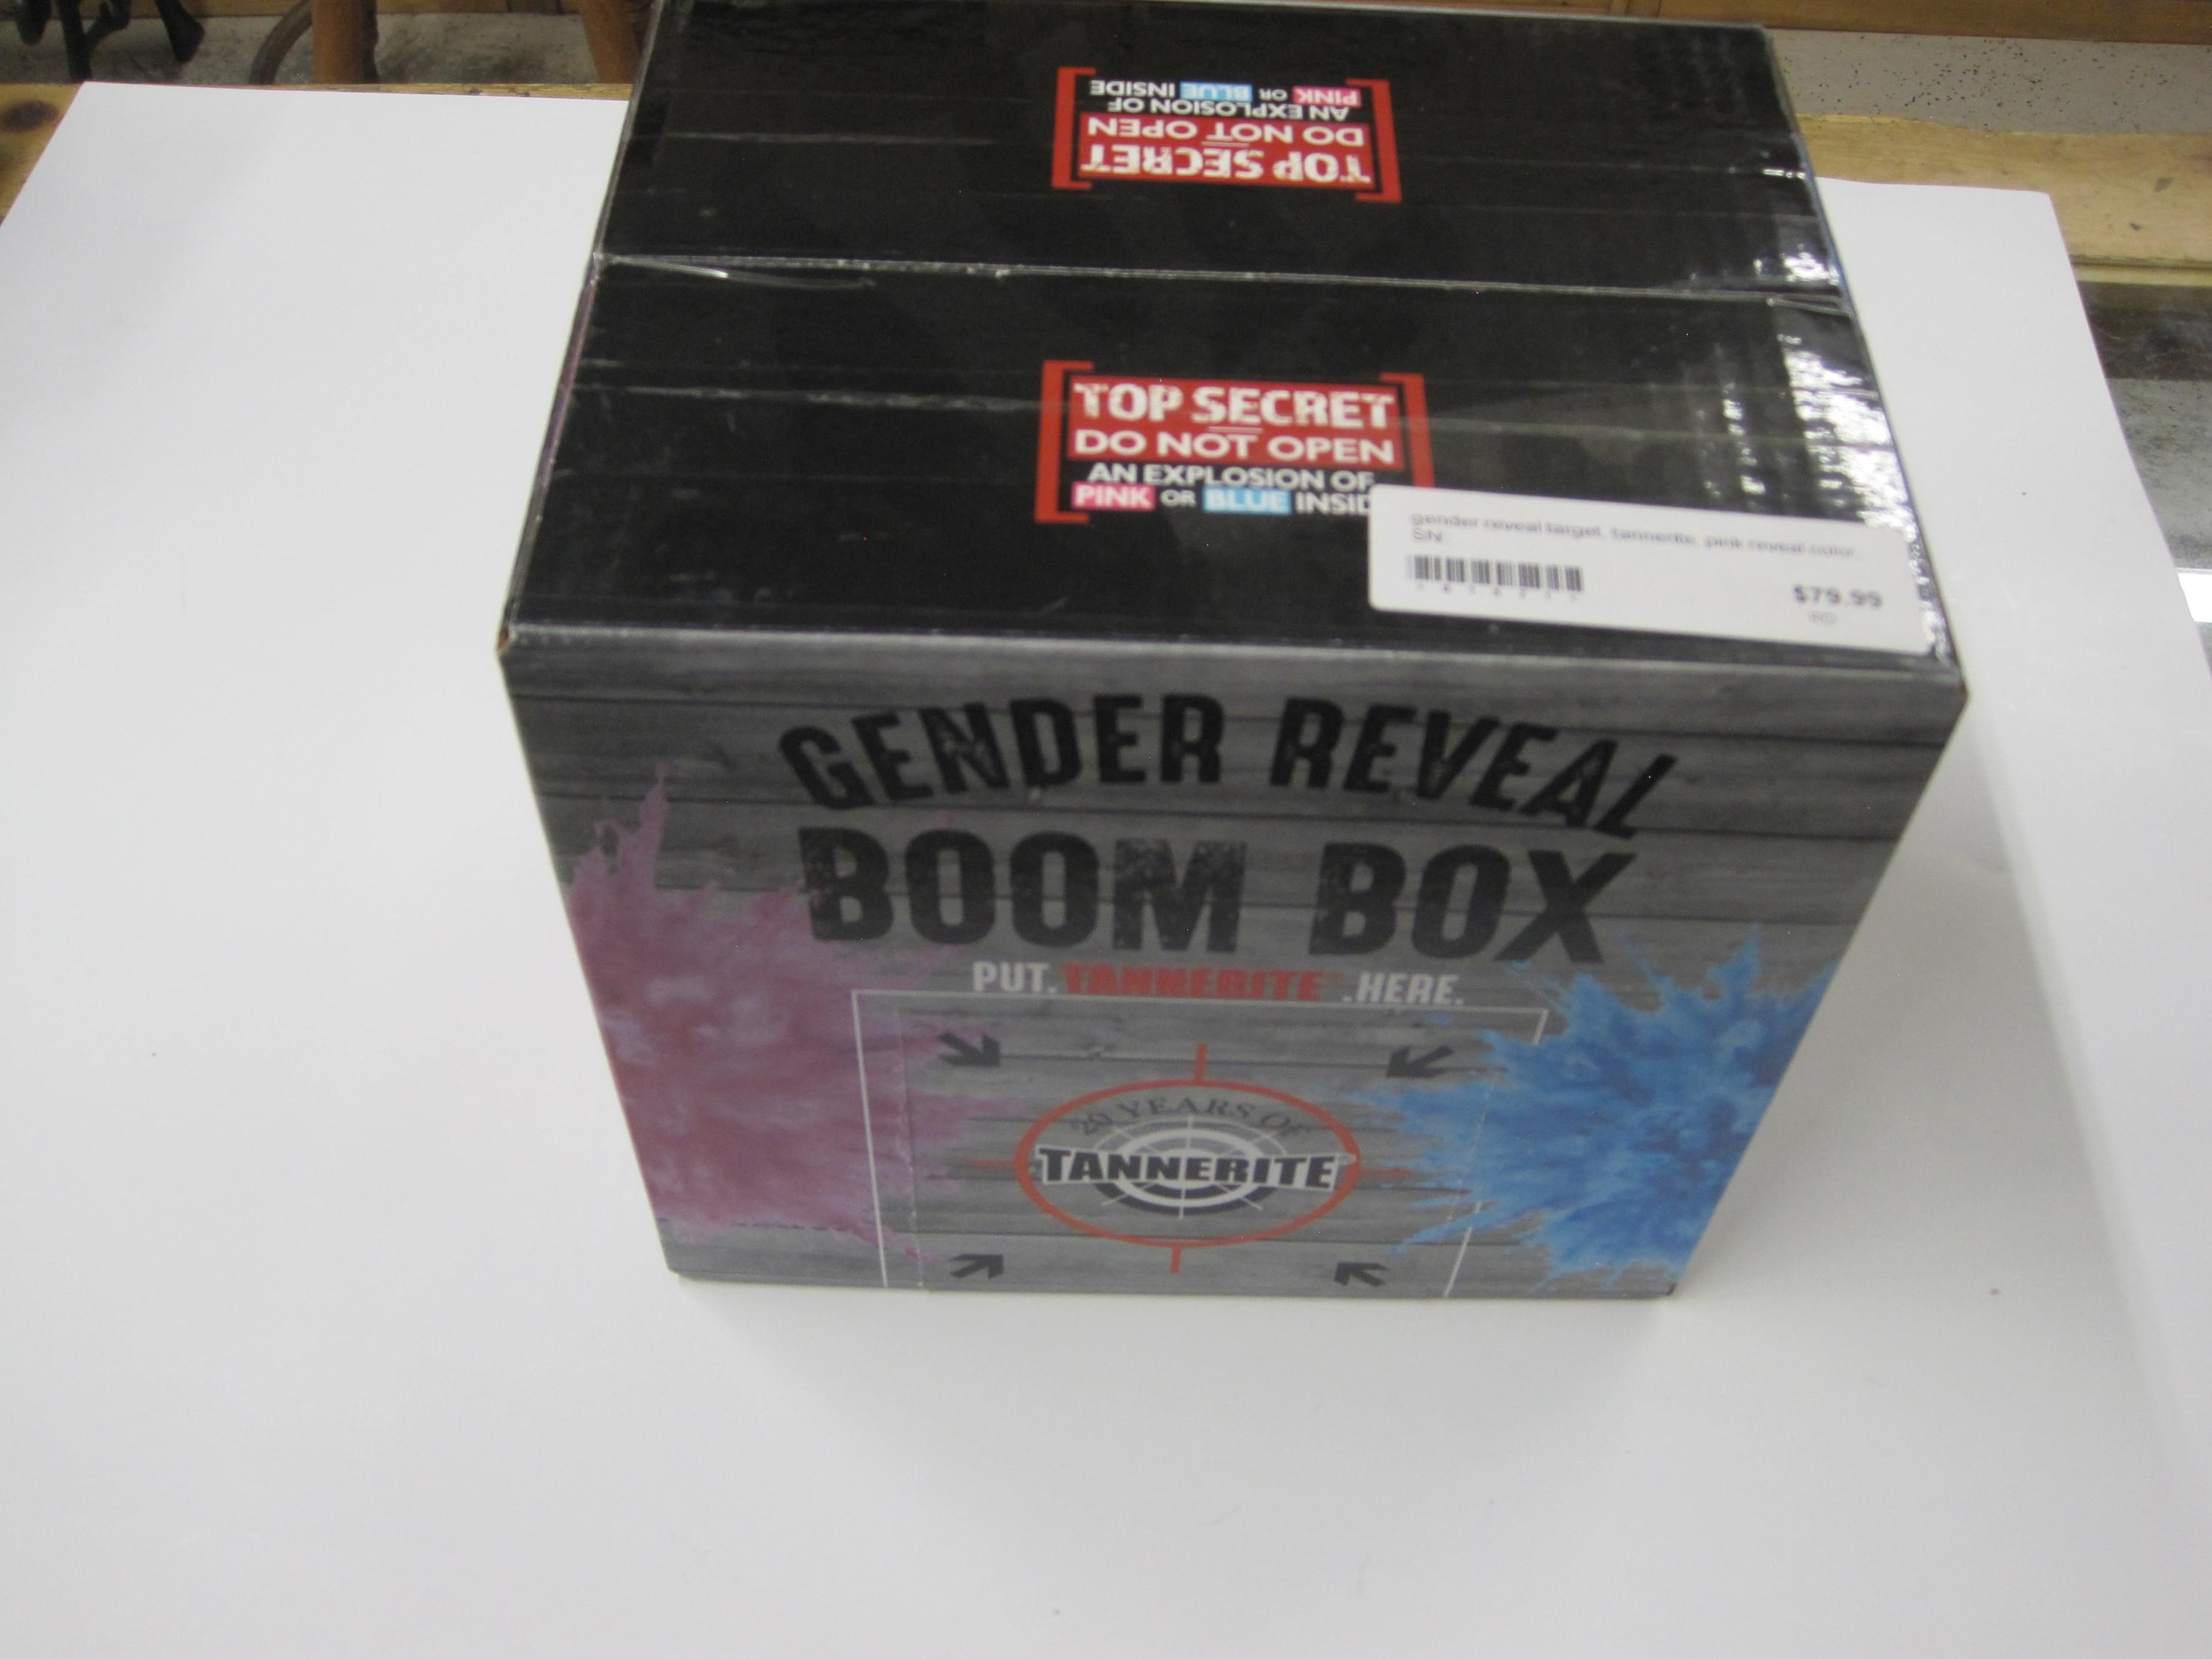 TOP SECRET
DO NOT OPEN
AN EXPLOSION OF
PINK OR BLUE INSIDE
TOP SECRET
DO NOT OPEN
AN EXPLOSION OF
PINK OR BLUE INSID
gender reveal target, tannerite, pink reveal color
SN:
$79.99
GENDER REVEAL
BOOM BOX
PUT. TANNERITE .HERE.
20 YEARS OF
TANNERITE